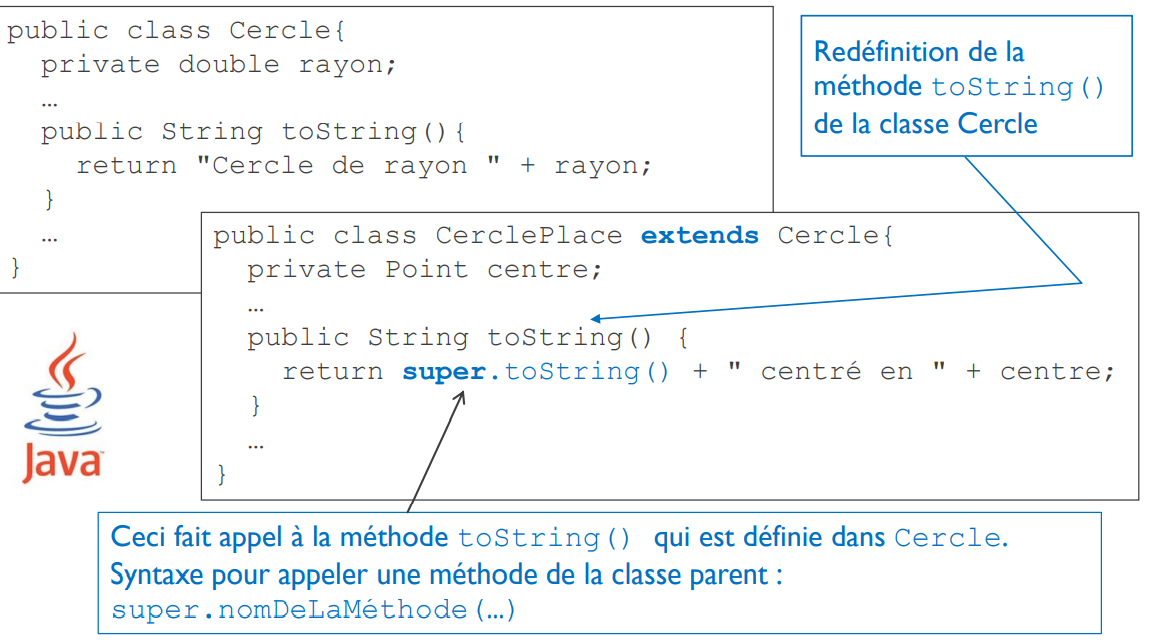 public class Cercle{
private double rayon;
…
public String toString(){
return "Cercle de rayon " + rayon;
}
…
}
Redéfinition de la
méthode toString()
de la classe Cercle
public class CerclePlace extends Cercle{
private Point centre;
…
public String toString() {
return super.toString() + " centré en " + centre;
}
…
}
Java
Ceci fait appel à la méthode toString() qui est définie dans Cercle.
Syntaxe pour appeler une méthode de la classe parent :
super.nomDeLaMéthode(…)